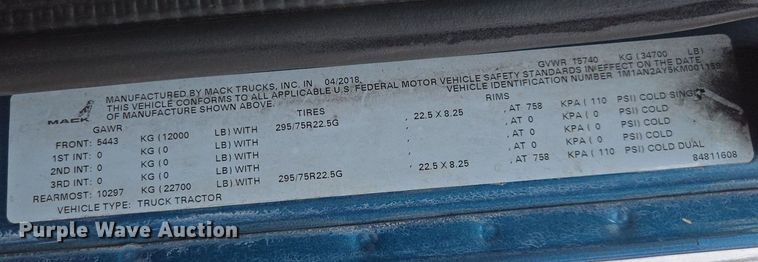 MANUFACTURED BY MACK TRUCKS, INC. IN 04/2018. GVWR 15740 KG (34700 LB)
THIS VEHICLE CONFORMS TO ALL APPLICABLE U.S. FEDERAL MOTOR VEHICLE SAFETY STANDARDS IN EFFECT ON THE DATE
OF MANUFACTURE SHOWN ABOVE. VEHICLE IDENTIFICATION NUMBER 1M1AN2AY5KM001159
MACK
GAWR TIRES RIMS
FRONT: 5443 KG (12000 LB) WITH 295/75R22.5G , 22.5 X 8.25 , AT 758 KPA ( 110 PSI) COLD SINGLE
1ST INT: 0 KG (0 LB) WITH , , AT 0 KPA (0 PSI) COLD
2ND INT: 0 KG (0 LB) WITH , , AT 0 KPA (0 PSI) COLD
3RD INT: 0 KG (0 LB) WITH , , AT 0 KPA (0 PSI) COLD
REARMOST: 10297 KG ( 22700 LB) WITH 295/75R22.5G , 22.5 X 8.25 , AT 758 KPA ( 110 PSI) COLD DUAL
VEHICLE TYPE: TRUCK TRACTOR 84811608
Purple Wave Auction